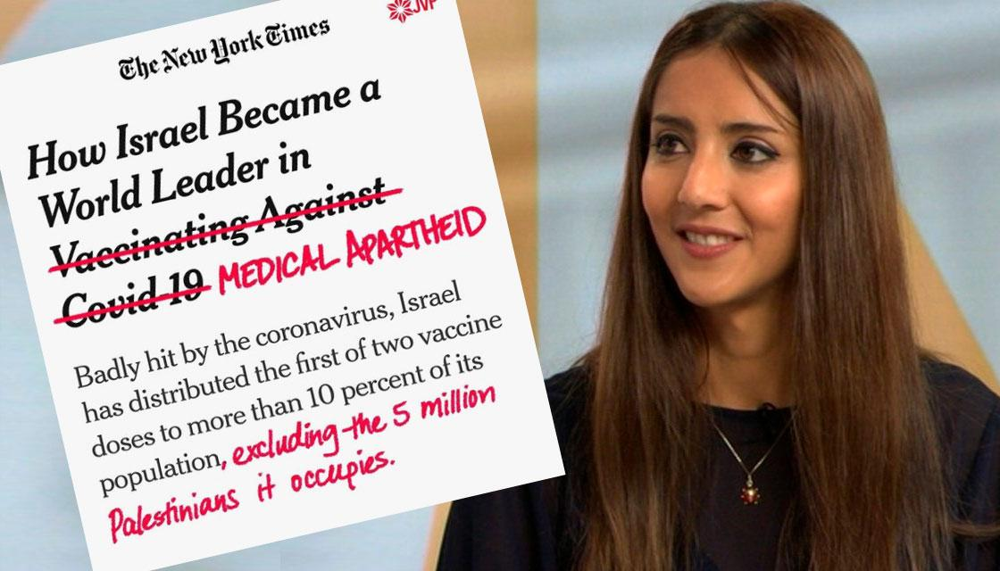 JVP
The New York Times
How Israel Became a
World Leader in
Vaccinating Against
Covid-19 MEDICAL APARTHEID
Badly hit by the coronavirus, Israel
has distributed the first of two vaccine
doses to more than 10 percent of its
population, excluding the 5 million
Palestinians it occupies.